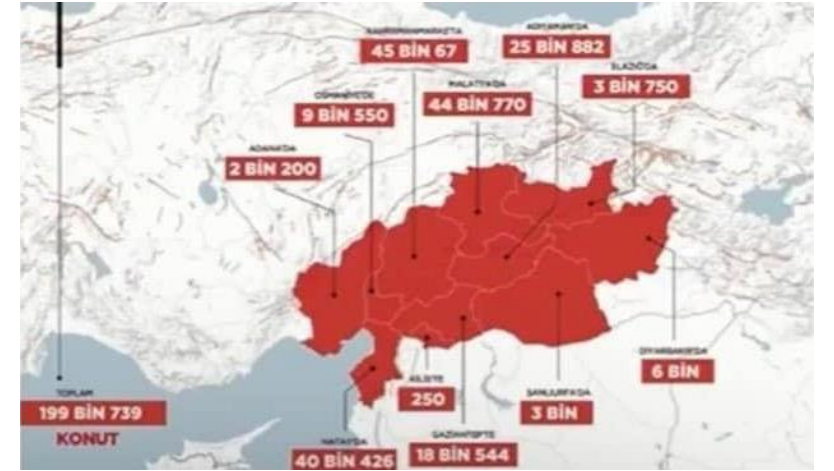 KAHRAMANMARAŞ'TA
45 BİN 67
ADIYAMAN'DA
25 BİN 882
ELAZIĞ'DA
3 BİN 750
MALATYA'DA
44 BİN 770
OSMANİYE'DE
9 BİN 550
ADANA'DA
2 BİN 200
DİYARBAKIR'DA
6 BİN
TOPLAM
199 BİN 739
KONUT
KİLİS'TE
250
ŞANLIURFA'DA
3 BİN
HATAY'DA
40 BİN 426
GAZİANTEP'TE
18 BİN 544